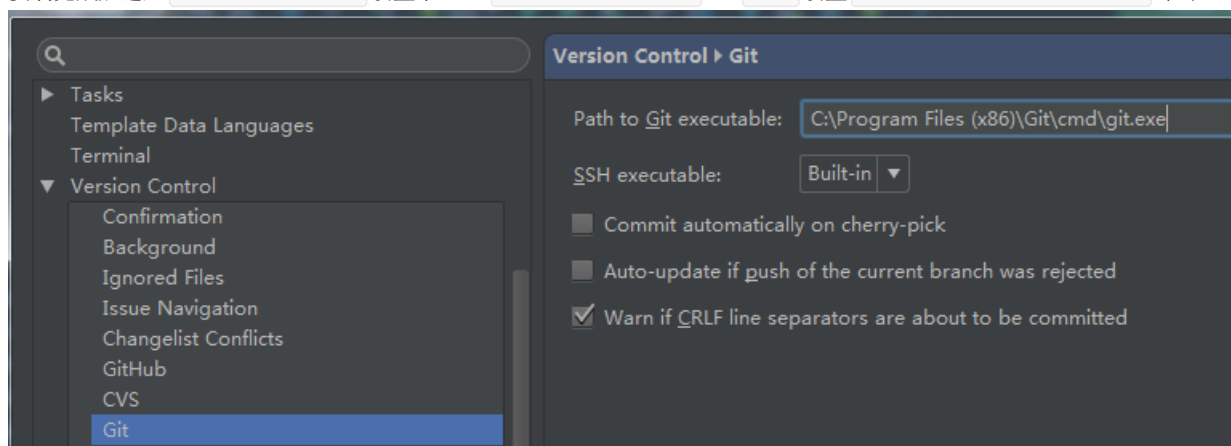 Version Control ▸ Git
Tasks
Template Data Languages
Terminal
Version Control
Confirmation
Background
Ignored Files
Issue Navigation
Changelist Conflicts
GitHub
CVS
Git
Path to Git executable: C:\Program Files (x86)\Git\cmd\git.exe
SSH executable: Built-in
Commit automatically on cherry-pick
Auto-update if push of the current branch was rejected
Warn if CRLF line separators are about to be committed